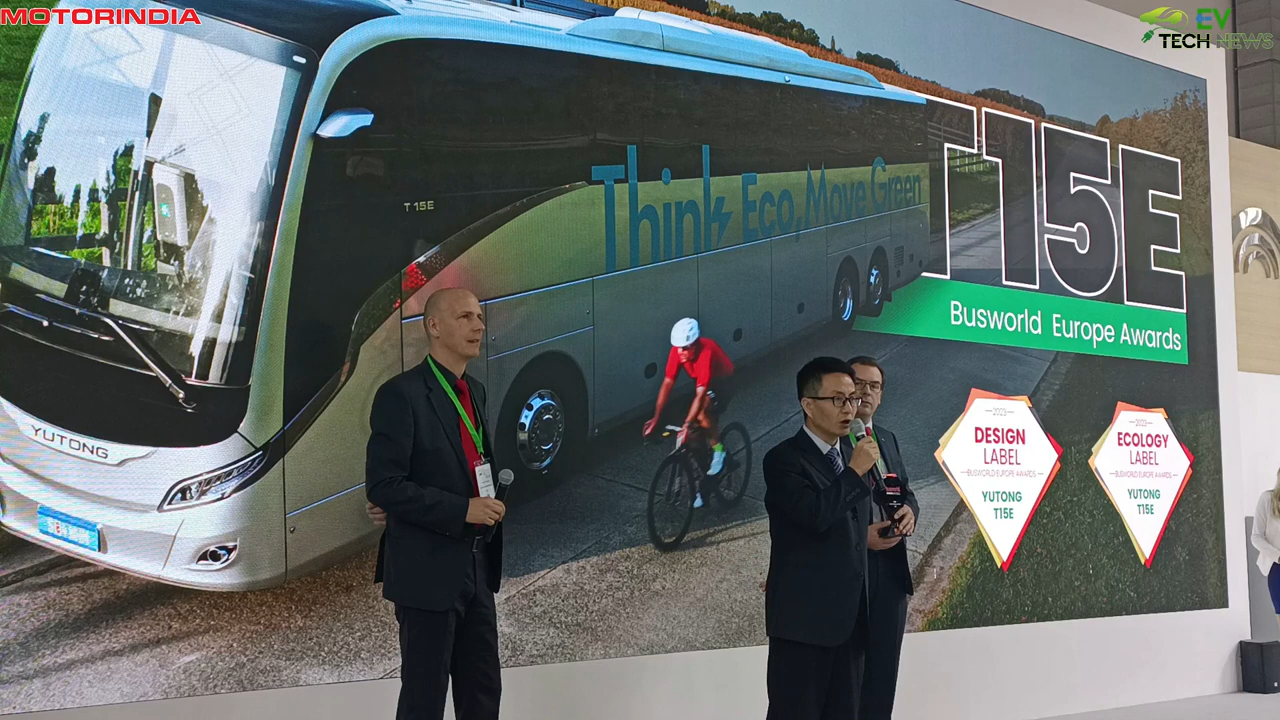 MOTORINDIA
EV
TECH NEWS
T15E
Think Eco, Move Green
T 15E
Busworld Europe Awards
YUTONG
2023
DESIGN
LABEL
BUSWORLD EUROPE AWARDS
YUTONG
T15E
ECOLOGY
LABEL
BUSWORLD EUROPE AWARDS
YUTONG
T15E